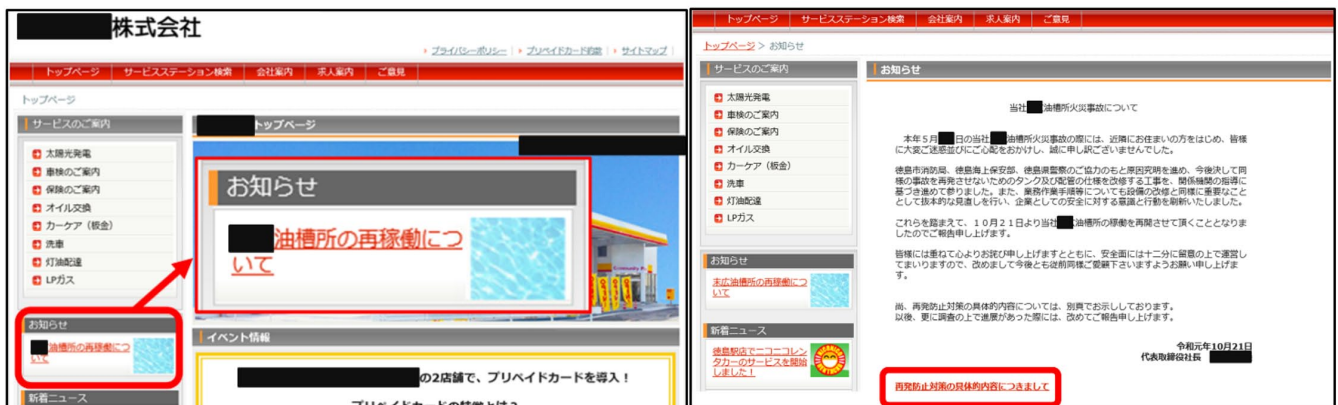 株式会社
プライバシーポリシー | プリペイドカード約款 | サイトマップ |
トップページ サービスステーション検索 会社案内 求人案内 ご意見
トップページ
サービスのご案内
トップページ
太陽光発電
車検のご案内
保険のご案内
オイル交換
カーケア（板金）
洗車
灯油配達
LPガス
お知らせ
油槽所の再稼働につ
いて
お知らせ
油槽所の再稼働につ
いて
新着ニュース
イベント情報
の2店舗で、プリペイドカードを導入！
プリペイドカードの特徴とは？
トップページ サービスステーション検索 会社案内 求人案内 ご意見
トップページ > お知らせ
サービスのご案内
太陽光発電
車検のご案内
保険のご案内
オイル交換
カーケア（板金）
洗車
灯油配達
LPガス
お知らせ
末広油槽所の再稼働につ
いて
新着ニュース
徳島駅店でニコニコレン
タカーのサービスを開始
しました！
お知らせ
当社 油槽所火災事故について
本年５月 日の当社 油槽所火災事故の際には、近隣にお住まいの方をはじめ、皆様
に大変ご迷惑並びにご心配をおかけし、誠に申し訳ございませんでした。
徳島市消防局、徳島海上保安部、徳島県警察のご協力のもと原因究明を進め、今後決して同
様の事故を再発させないためのタンク及び配管の仕様を改修する工事を、関係機関の指導に
基づき進めて参りました。また、業務作業手順等についても設備の改修と同様に重要なこと
として抜本的な見直しを行い、企業としての安全に対する意識と行動を刷新いたしました。
これらを踏まえて、１０月２１日より当社 油槽所の稼働を再開させて頂くこととなりま
したのでご報告申し上げます。
皆様には重ねて心よりお詫び申し上げますとともに、安全面には十二分に留意の上で運営し
てまいりますので、改めまして今後とも従前同様ご愛顧下さいますようお願い申し上げま
す。
尚、再発防止対策の具体的内容については、別頁でお示ししております。
以後、更に調査の上で進展があった際には、改めてご報告申し上げます。
令和元年10月21日
代表取締役社長
再発防止対策の具体的内容につきまして